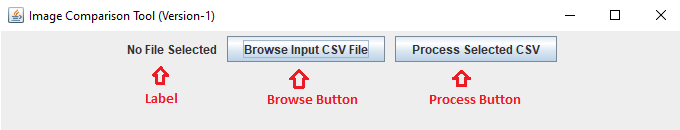 Image Comparison Tool (Version-1)
No File Selected Browse Input CSV File Process Selected CSV
Label Browse Button Process Button